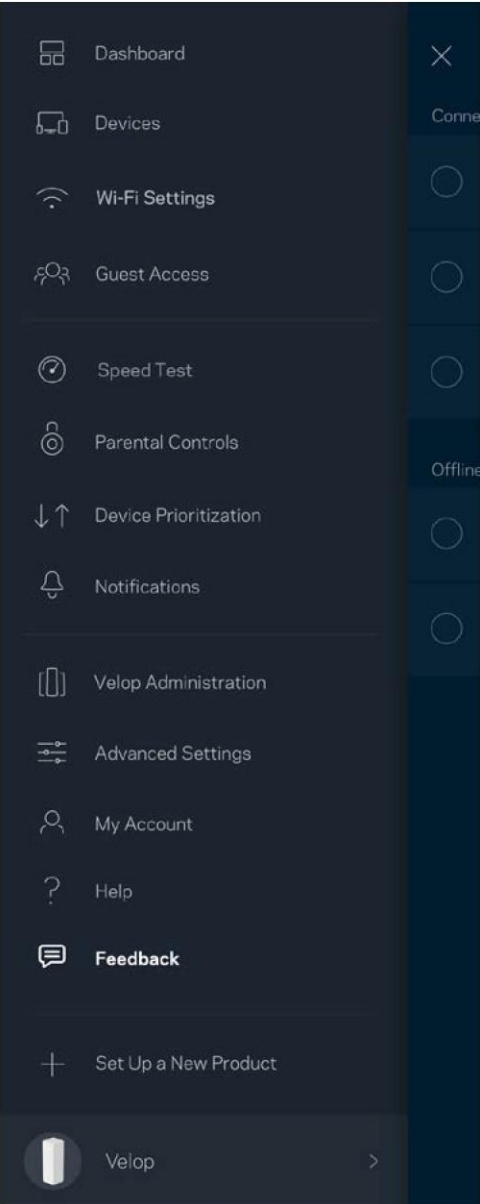 Dashboard
Devices
Conne
Wi-Fi Settings
Guest Access
Speed Test
Parental Controls
Offline
Device Prioritization
Notifications
Velop Administration
Advanced Settings
My Account
Help
Feedback
Set Up a New Product
Velop